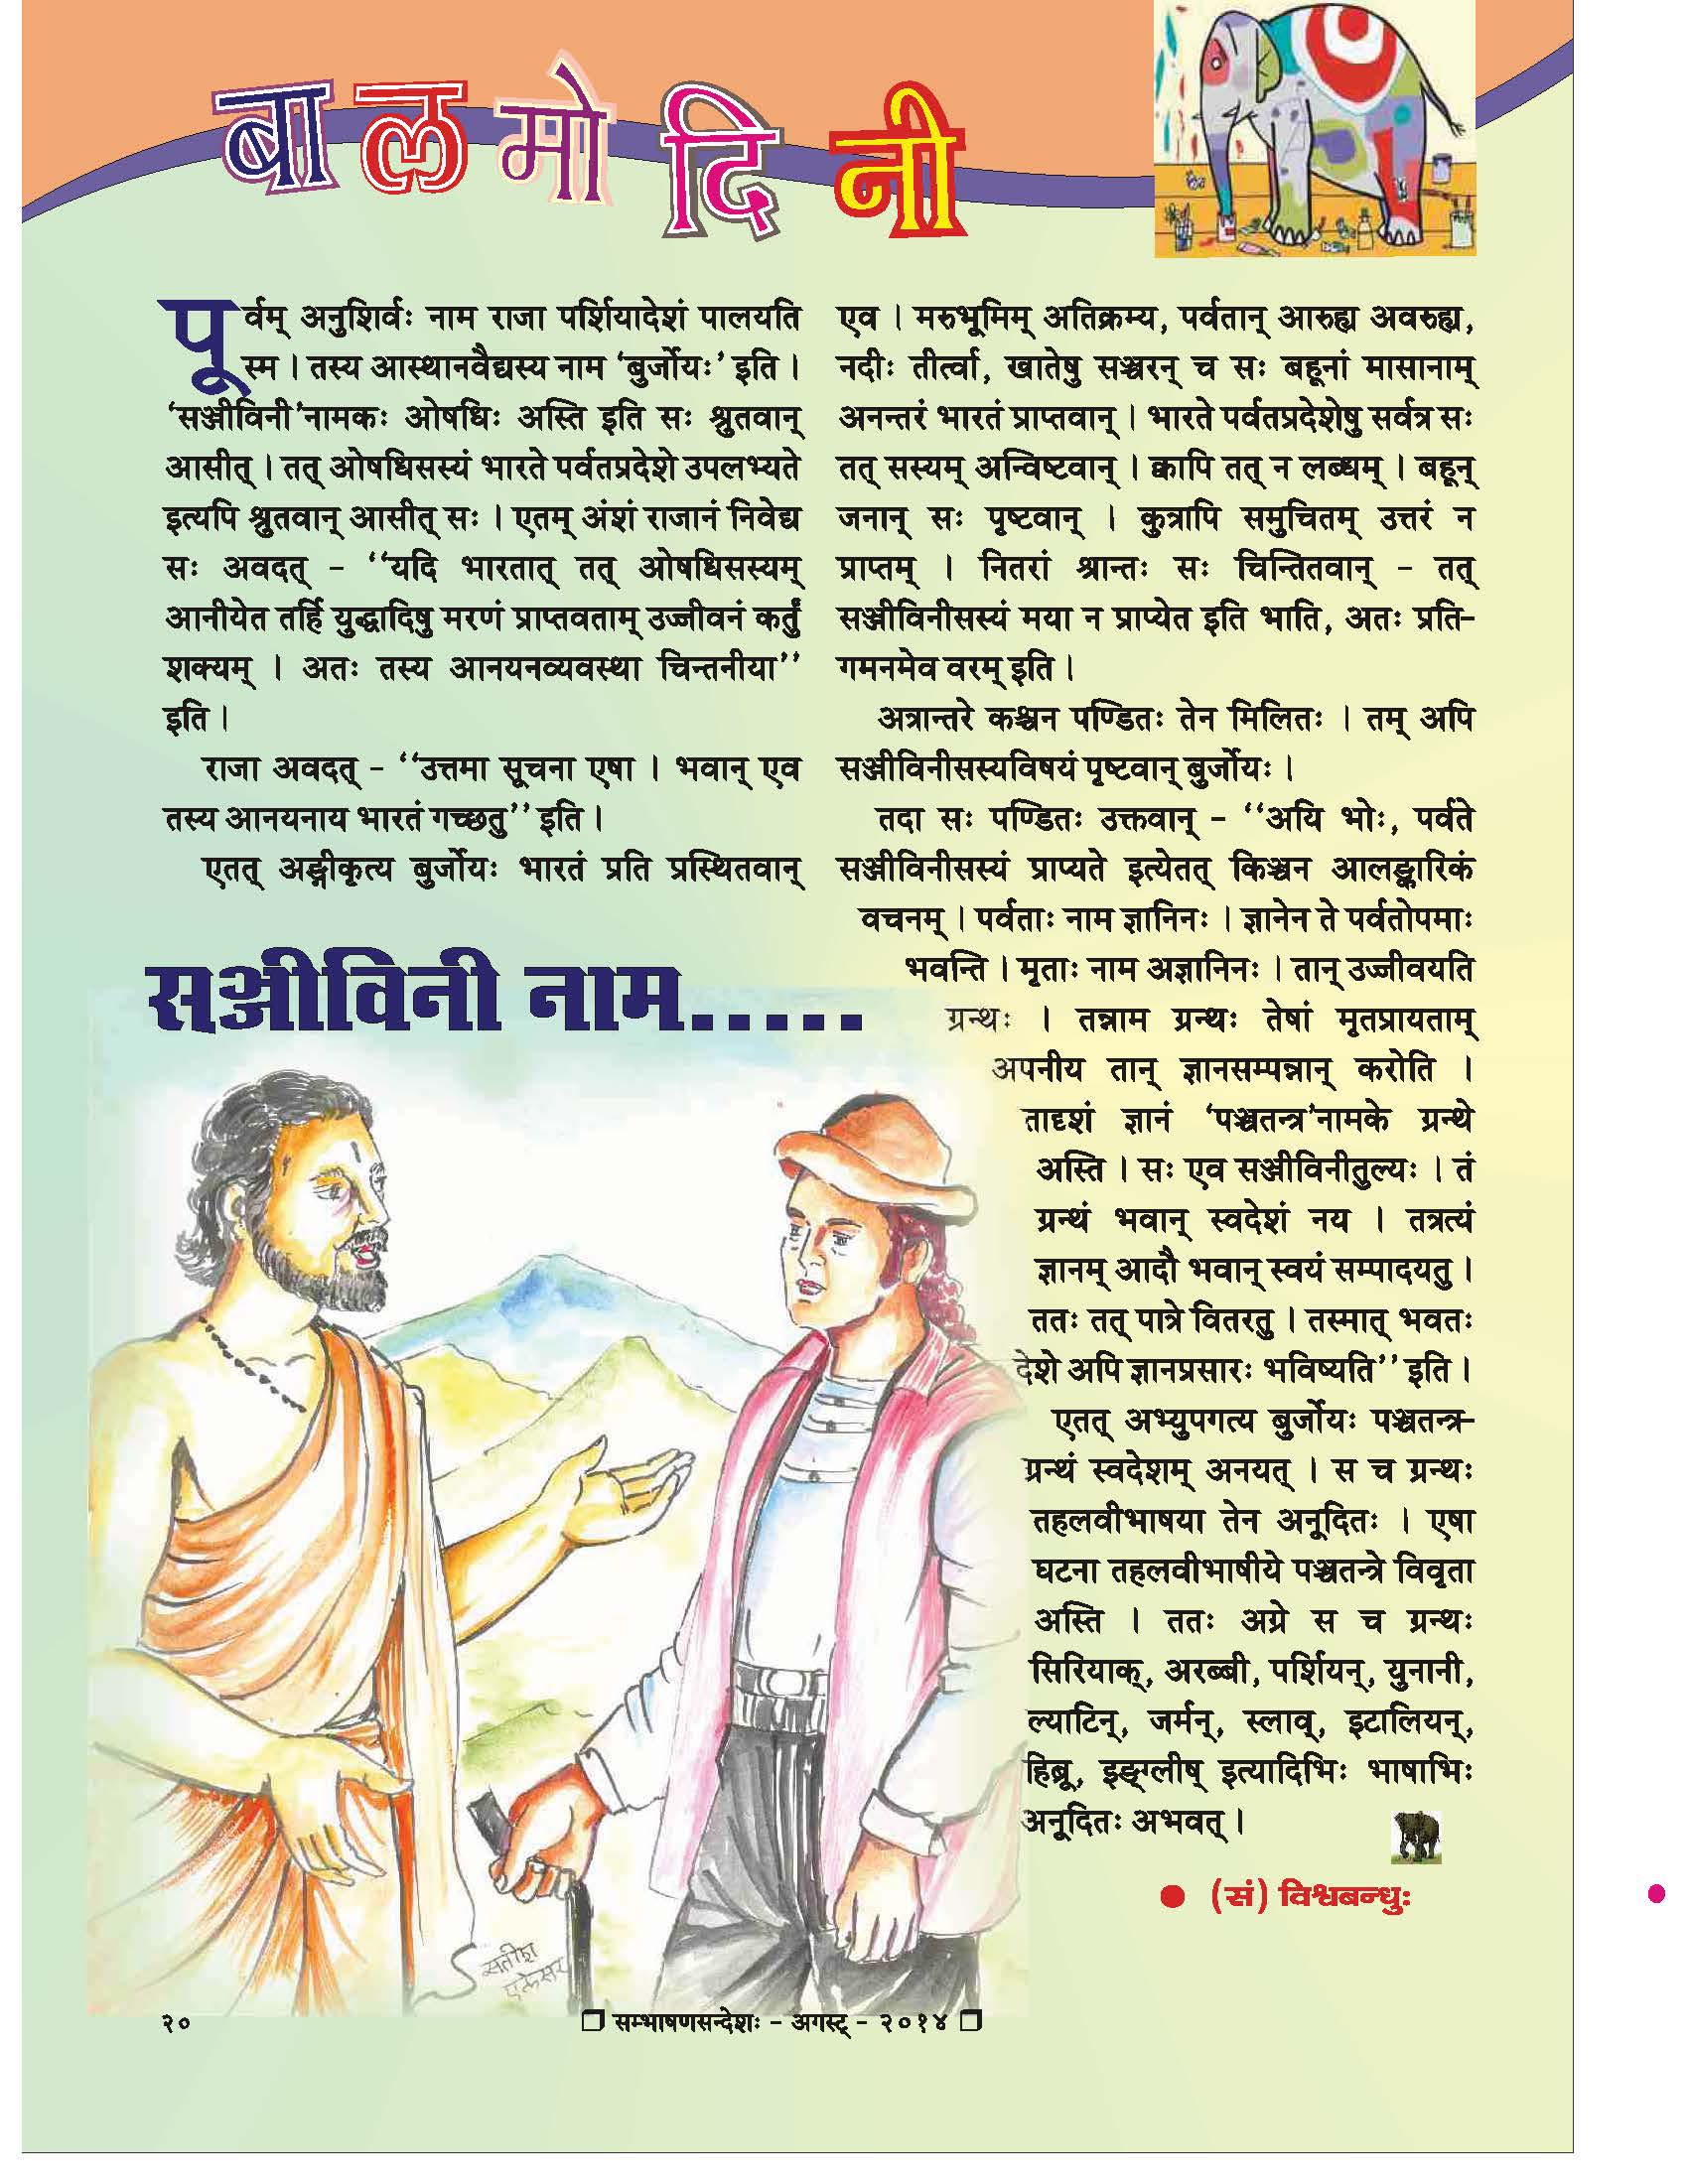 बालमोदिनी
पूर्वम् अनुशिर्वः नाम राजा पर्शियादेशं पालयति
स्म । तस्य आस्थानवैद्यस्य नाम ‘बुर्जोयः’ इति ।
‘सञ्जीविनी’नामकः ओषधिः अस्ति इति सः श्रुतवान्
आसीत् । तत् ओषधिसस्यं भारते पर्वतप्रदेशे उपलभ्यते
इत्यपि श्रुतवान् आसीत् सः । एतम् अंशं राजानं निवेद्य
सः अवदत् - ‘‘यदि भारतात् तत् ओषधिसस्यम्
आनीयेत तर्हि युद्धादिषु मरणं प्राप्तवताम् उज्जीवनं कर्तुं
शक्यम् । अतः तस्य आनयनव्यवस्था चिन्तनीया’’
इति ।
राजा अवदत् - ‘‘उत्तमा सूचना एषा । भवान् एव
तस्य आनयनाय भारतं गच्छतु’’ इति ।
एतत् अङ्गीकृत्य बुर्जोयः भारतं प्रति प्रस्थितवान्
एव । मरुभूमिम् अतिक्रम्य, पर्वतान् आरुह्य अवरुह्य,
नदीः तीर्त्वा, खातेषु सञ्चरन् च सः बहूनां मासानाम्
अनन्तरं भारतं प्राप्तवान् । भारते पर्वतप्रदेशेषु सर्वत्र सः
तत् सस्यम् अन्विष्टवान् । क्वापि तत् न लब्धम् । बहून्
जनान् सः पृष्टवान् । कुत्रापि समुचितम् उत्तरं न
प्राप्तम् । नितरां श्रान्तः सः चिन्तितवान् - तत्
सञ्जीविनीसस्यं मया न प्राप्येत इति भाति, अतः प्रति-
गमनमेव वरम् इति ।
अत्रान्तरे कश्चन पण्डितः तेन मिलितः । तम् अपि
सञ्जीविनीसस्यविषयं पृष्टवान् बुर्जोयः ।
तदा सः पण्डितः उक्तवान् - ‘‘अयि भोः, पर्वते
सञ्जीविनीसस्यं प्राप्यते इत्येतत् किञ्चन आलङ्कारिकं
वचनम् । पर्वताः नाम ज्ञानिनः । ज्ञानेन ते पर्वतोपमाः
भवन्ति । मृताः नाम अज्ञानिनः । तान् उज्जीवयति
ग्रन्थः । तन्नाम ग्रन्थः तेषां मृतप्रायताम्
अपनीय तान् ज्ञानसम्पन्नान् करोति ।
तादृशं ज्ञानं ‘पञ्चतन्त्र’नामके ग्रन्थे
अस्ति । सः एव सञ्जीविनीतुल्यः । तं
ग्रन्थं भवान् स्वदेशं नय । तत्रत्यं
ज्ञानम् आदौ भवान् स्वयं सम्पादयतु ।
ततः तत् पात्रे वितरतु । तस्मात् भवतः
देशे अपि ज्ञानप्रसारः भविष्यति’’ इति ।
एतत् अभ्युपगत्य बुर्जोयः पञ्चतन्त्र-
ग्रन्थं स्वदेशम् अनयत् । स च ग्रन्थः
तहलवीभाषया तेन अनूदितः । एषा
घटना तहलवीभाषीये पञ्चतन्त्रे विवृता
अस्ति । ततः अग्रे स च ग्रन्थः
सिरियाक्, अरब्बी, पर्शियन्, युनानी,
ल्याटिन्, जर्मन्, स्लाव्, इटालियन्,
हिब्रू, इङ्ग्लीष् इत्यादिभिः भाषाभिः
अनूदितः अभवत् ।
● (सं) विश्वबन्धुः
सञ्जीविनी नाम.....
सतीश
२०
❒ सम्भाषणसन्देशः - अगस्ट् - २०१४ ❒